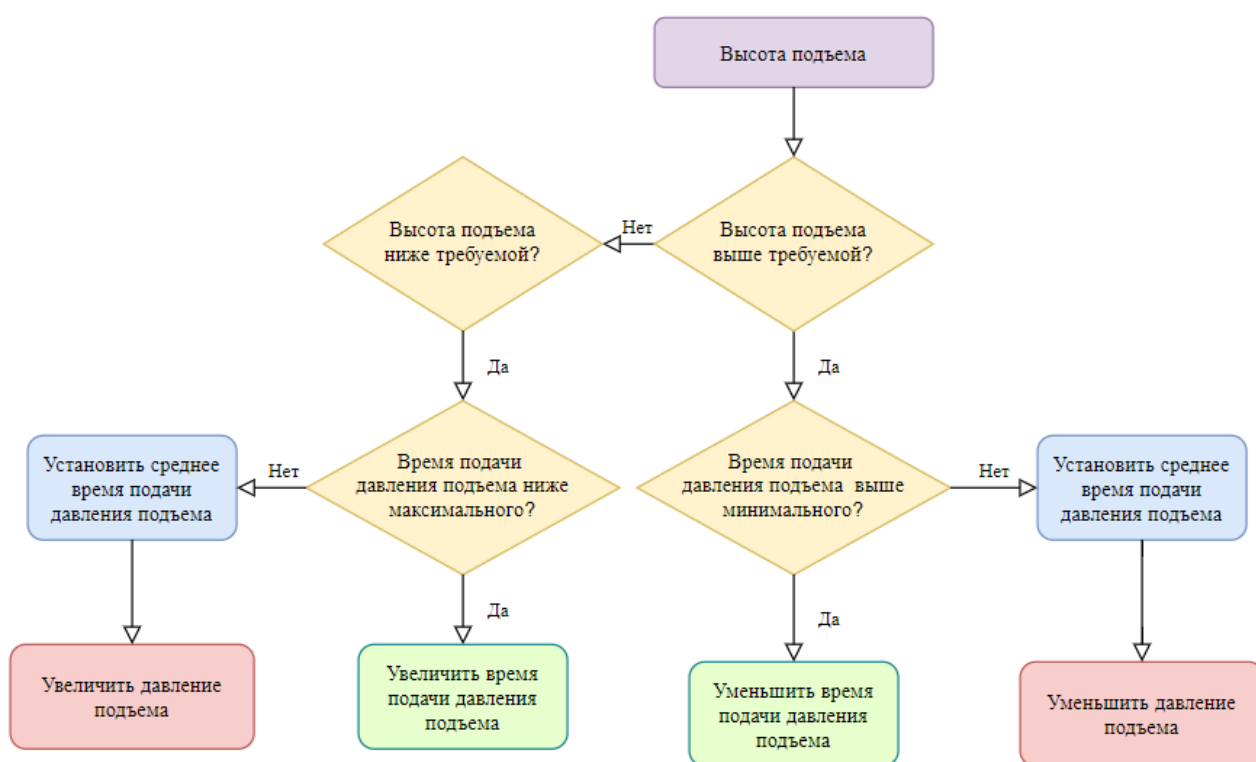 Высота подъема
Высота подъема
ниже требуемой?
Нет
Высота подъема
выше требуемой?
Да
Да
Установить среднее
время подачи
давления подъема
Нет
Время подачи
давления подъема ниже
максимального?
Время подачи
давления подъема  выше
минимального?
Нет
Установить среднее
время подачи
давления подъема
Да
Да
Увеличить давление
подъема
Увеличить время
подачи давления
подъема
Уменьшить время
подачи давления
подъема
Уменьшить давление
подъема